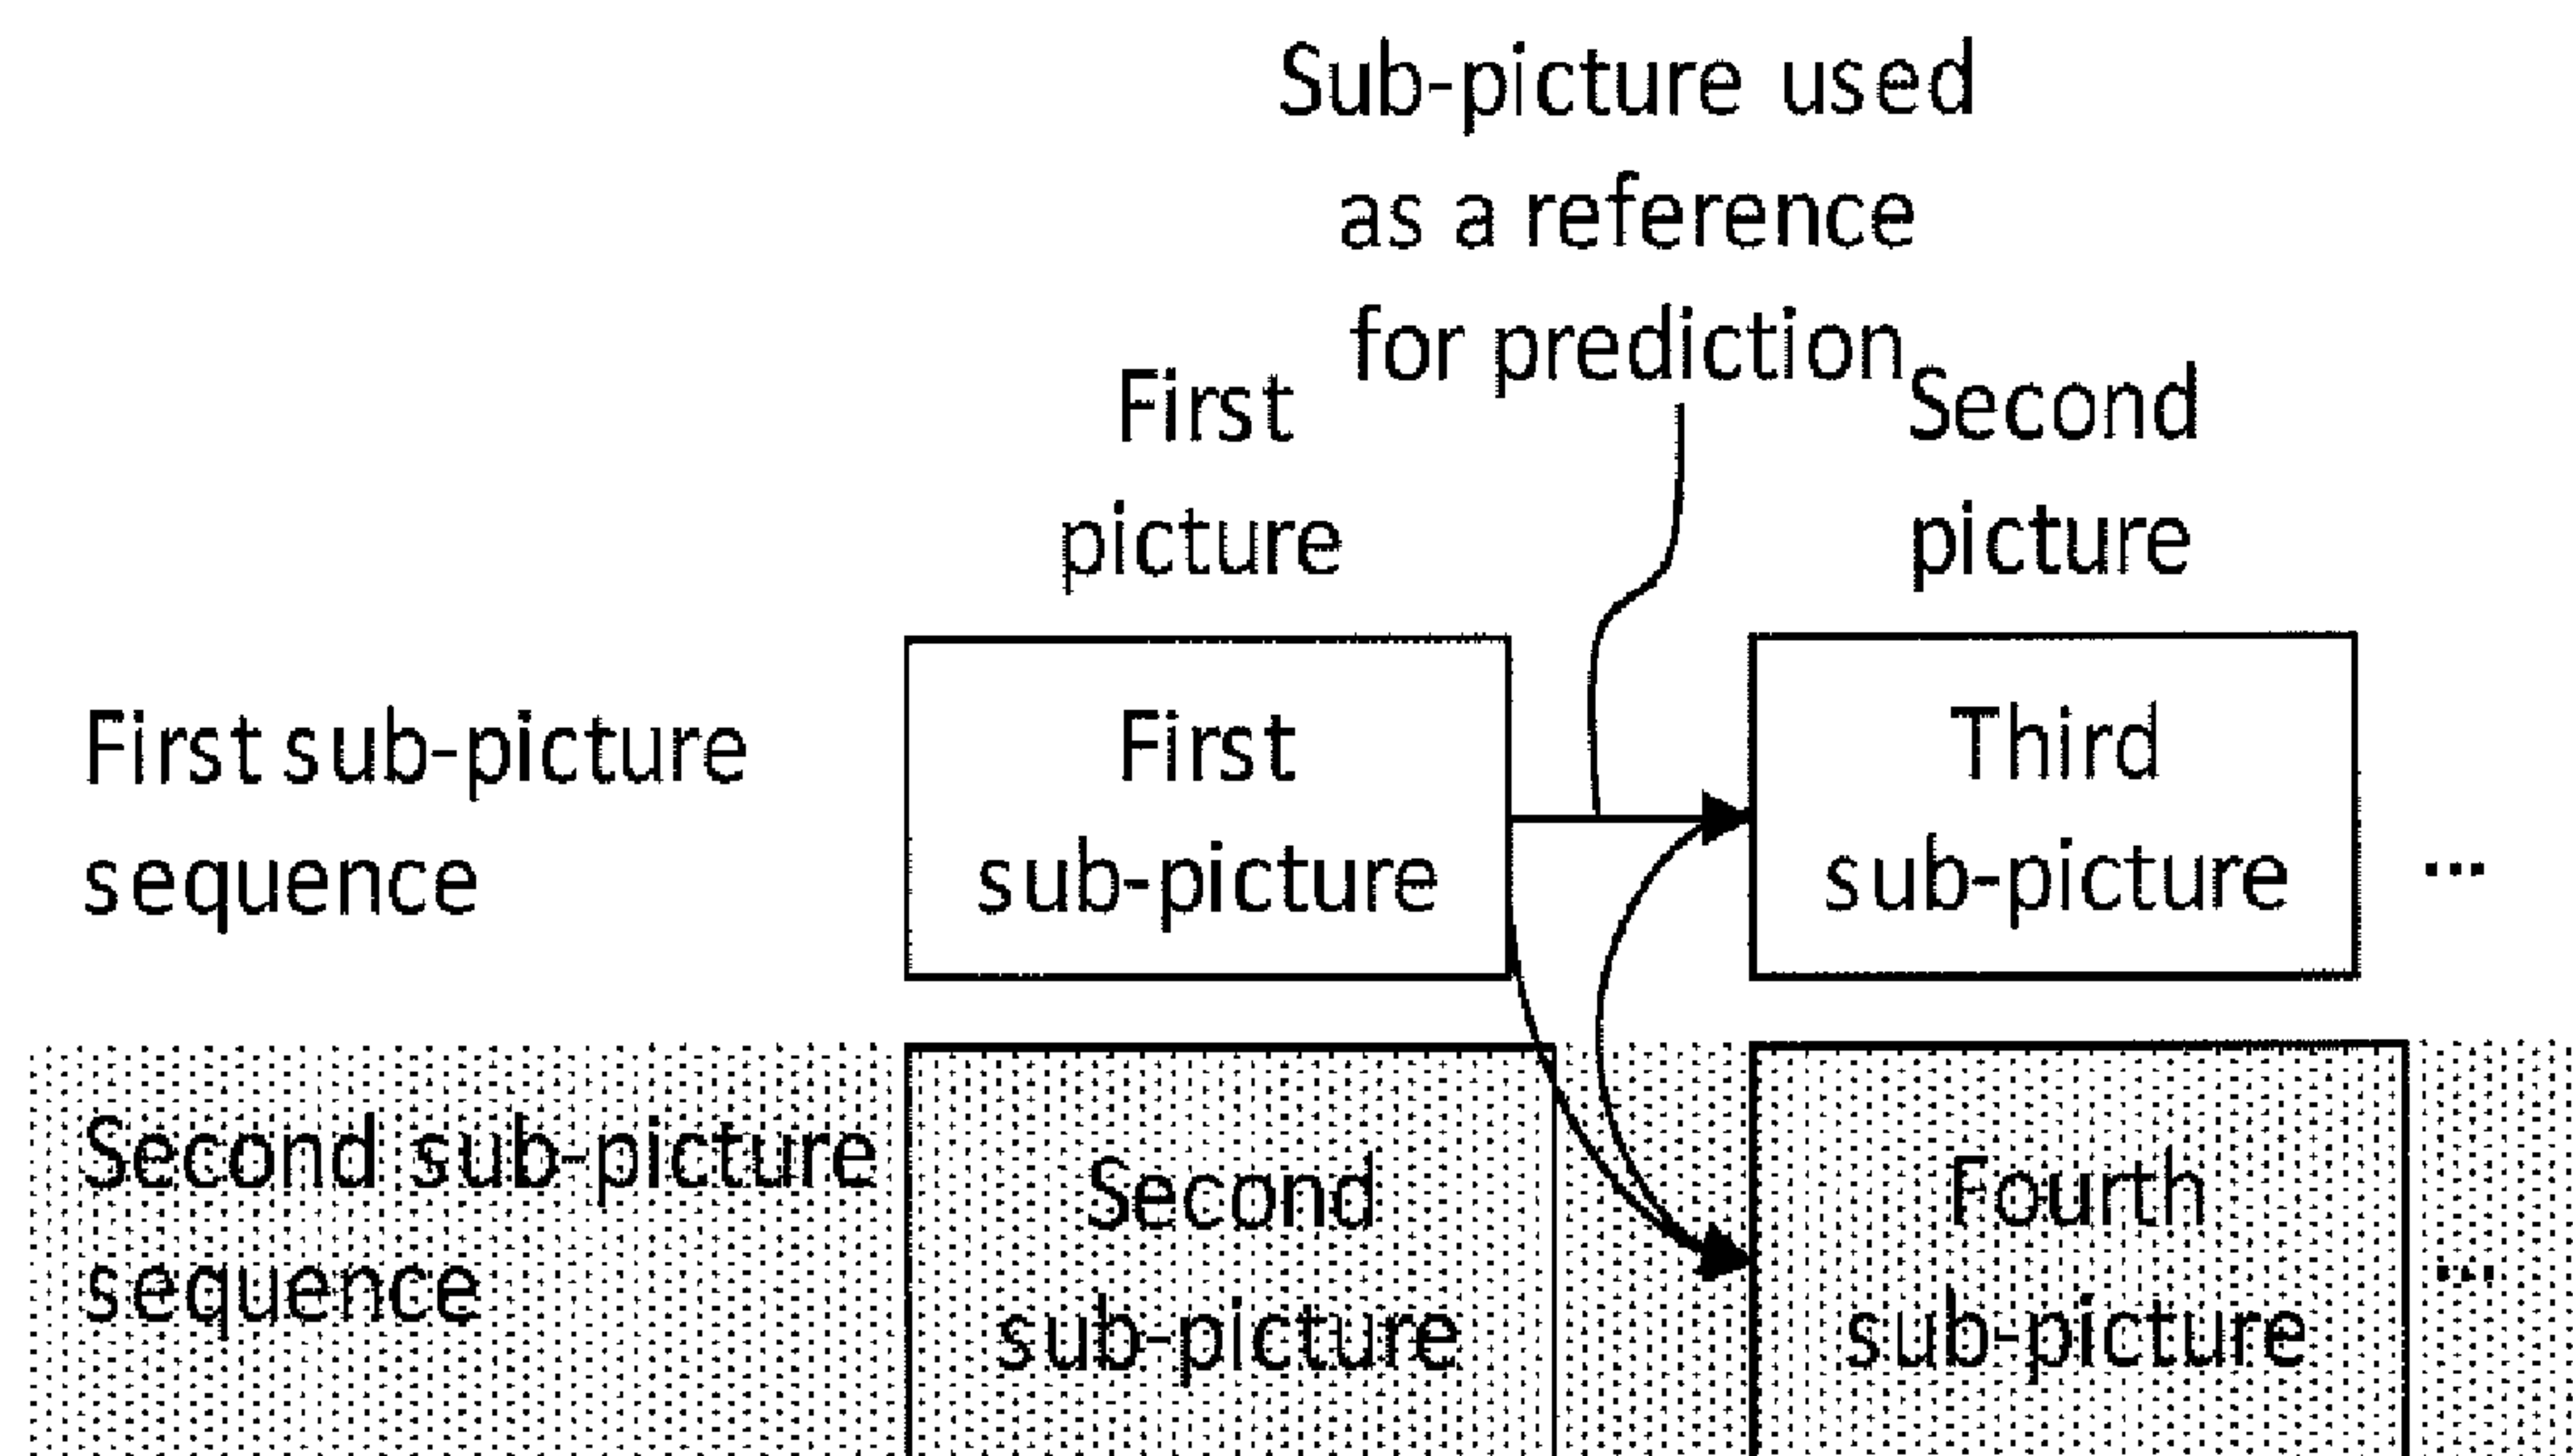 Sub-picture used
as a reference
for prediction
First
picture
Second
picture
First sub-picture
sequence
First
sub-picture
Third
sub-picture
...
Second sub-picture
sequence
Second
sub-picture
Fourth
sub-picture
...